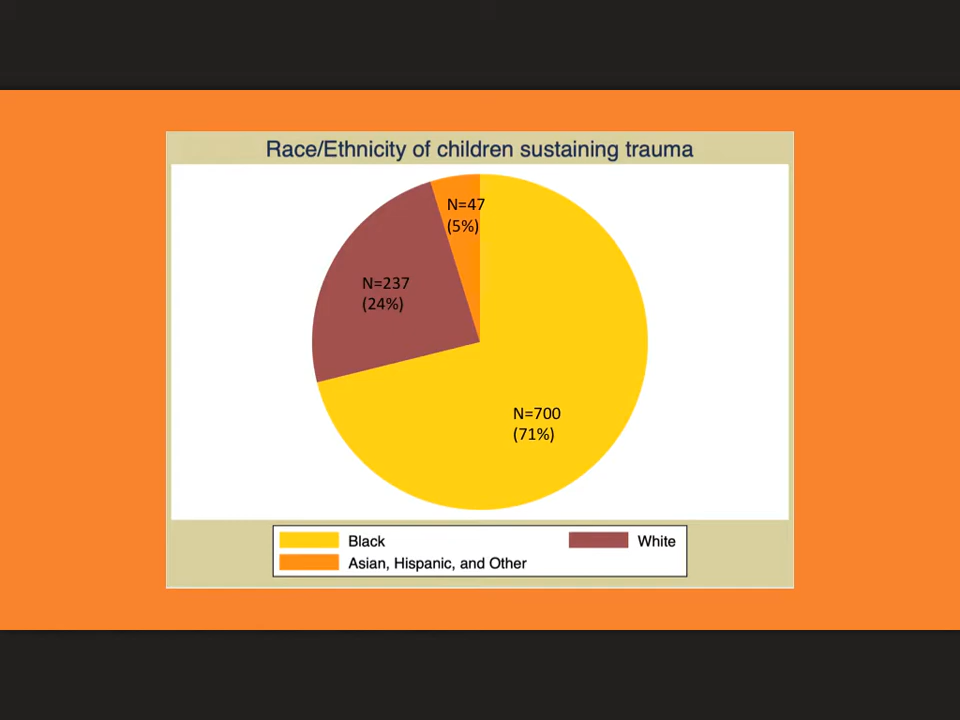 Race/Ethnicity of children sustaining trauma
N=47
(5%)
N=237
(24%)
N=700
(71%)
Black
White
Asian, Hispanic, and Other